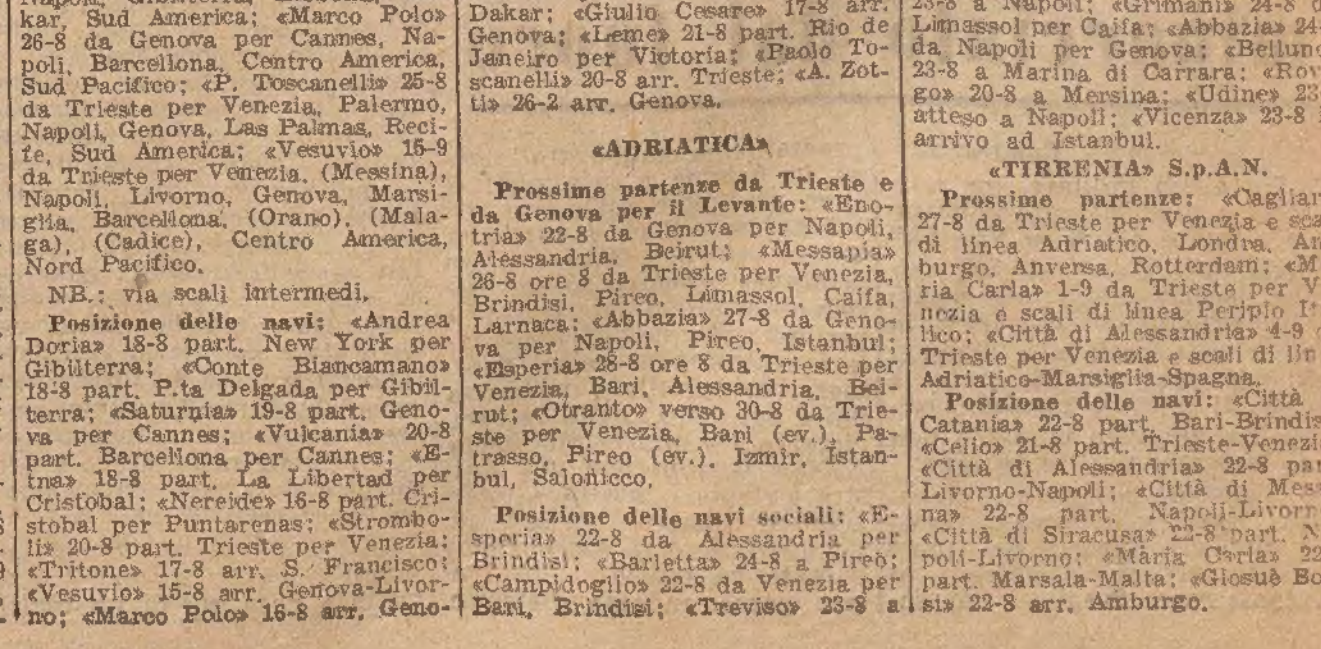 kar, Sud America; «Marco Polo»
26-8 da Genova per Cannes, Na-
poli, Barcellona, Centro America,
Sud Pacifico; «P. Toscanelli» 25-8
da Trieste per Venezia, Palermo,
Napoli, Genova, Las Palmas, Reci-
fe, Sud America; «Vesuvio» 15-9
da Trieste per Venezia, (Messina),
Napoli, Livorno, Genova, Marsi-
glia, Barcellona, (Orano), (Mala-
ga), (Cadice), Centro America,
Nord Pacifico.
NB.: via scali intermedi.
Posizione delle navi: «Andrea
Doria» 18-8 part. New York per
Gibilterra; «Conte Biancamano»
18-8 part. P.ta Delgada per Gibil-
terra; «Saturnia» 19-8 part. Geno-
va per Cannes; «Vulcania» 20-8
part. Barcellona per Cannes; «E-
tna» 18-8 part. La Libertad per
Cristobal; «Nereide» 16-8 part. Cri-
stobal per Puntarenas; «Strombo-
li» 20-8 part. Trieste per Venezia;
«Tritone» 17-8 arr. S. Francisco;
«Vesuvio» 15-8 arr. Genova-Livor-
no; «Marco Polo» 16-8 arr. Geno-
Dakar; «Giulio Cesare» 17-8 arr.
Genova; «Leme» 21-8 part. Rio de
Janeiro per Victoria; «Paolo To-
scanelli» 20-8 arr. Trieste; «A. Zot-
ti» 26-2 arr. Genova.
«ADRIATICA»
Prossime partenze da Trieste e
da Genova per il Levante: «Eno-
tria» 22-8 da Genova per Napoli,
Alessandria, Beirut; «Messapia»
26-8 ore 8 da Trieste per Venezia,
Brindisi, Pireo, Limassol, Caifa,
Larnaca; «Abbazia» 27-8 da Geno-
va per Napoli, Pireo, Istanbul;
«Esperia» 28-8 ore 8 da Trieste per
Venezia, Bari, Alessandria, Bei-
rut; «Otranto» verso 30-8 da Trie-
ste per Venezia, Bari (ev.), Pa-
trasso, Pireo (ev.), Izmir, Istan-
bul, Salonicco.
Posizione delle navi sociali: «E-
speria» 22-8 da Alessandria per
Brindisi; «Barletta» 24-8 a Pireo;
«Campidoglio» 22-8 da Venezia per
Bari, Brindisi; «Treviso» 23-8 a
23-8 a Napoli; «Grimani» 24-8
Limassol per Caifa; «Abbazia» 24-
da Napoli per Genova; «Bellun
23-8 a Marina di Carrara; «Rov
go» 20-8 a Mersina; «Udine» 23
atteso a Napoli; «Vicenza» 23-8
arrivo ad Istanbul.
«TIRRENIA» S.p.A.N.
Prossime partenze: «Cagliar
27-8 da Trieste per Venezia e sca
di linea Adriatico, Londra, Am
burgo, Anversa, Rotterdam; «M
ria Carla» 1-9 da Trieste per V
nezia e scali di linea Periplo It
lico; «Città di Alessandria» 4-9
Trieste per Venezia e scali di lin
Adriatico-Marsiglia-Spagna.
Posizione delle navi: «Città
Catania» 22-8 part. Bari-Brindis
«Celio» 21-8 part. Trieste-Venezi
«Città di Alessandria» 22-8 par
Livorno-Napoli; «Città di Mess
na» 22-8 part. Napoli-Livorn
«Città di Siracusa» 22-8 part. N
poli-Livorno; «Maria Carla» 22
part. Marsala-Malta; «Giosuè Bo
si» 22-8 arr. Amburgo.